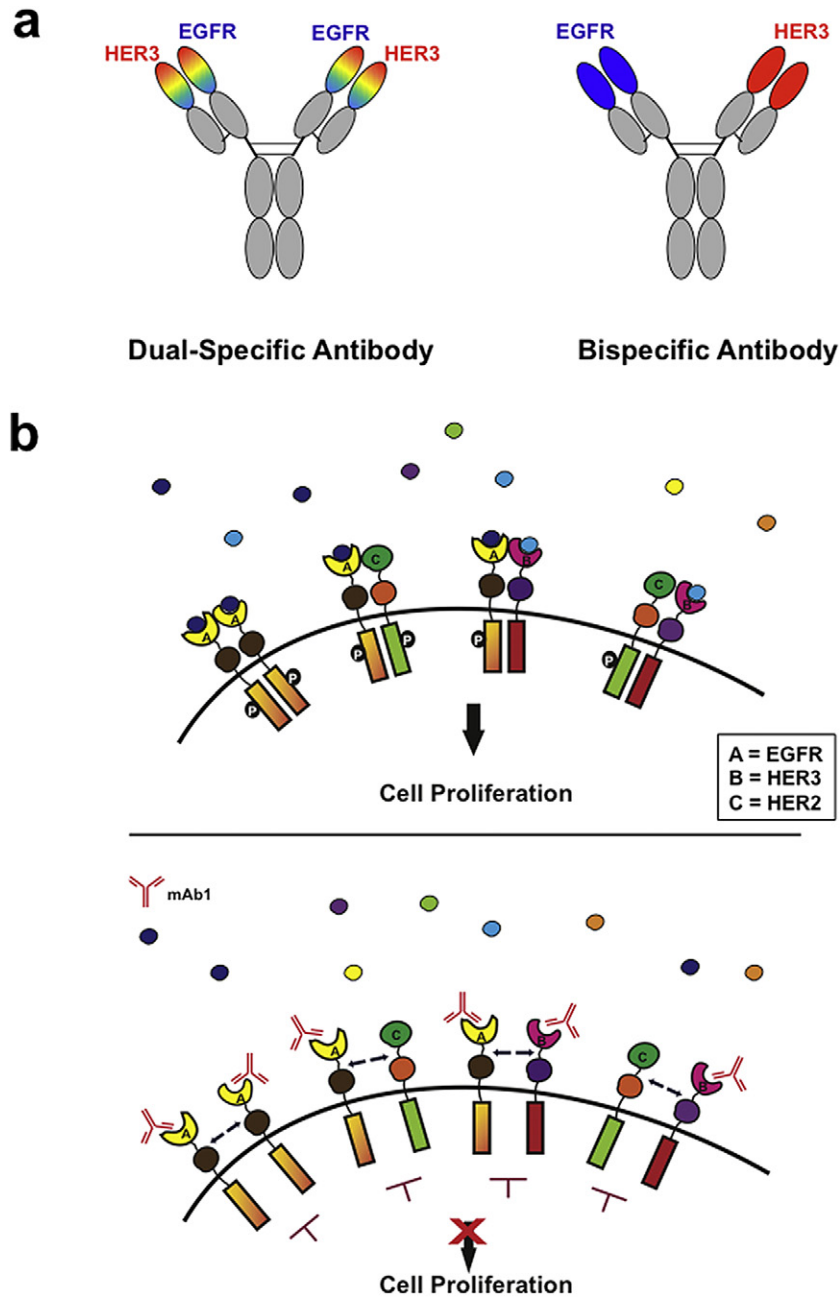 a
EGFR
HER3
EGFR
HER3
EGFR
HER3
Dual-Specific Antibody
Bispecific Antibody
b
A
A
A
C
A
B
C
B
P
P
P
P
P
P
Cell Proliferation
A = EGFR
B = HER3
C = HER2
mAb1
A
A
A
C
A
B
C
B
Cell Proliferation